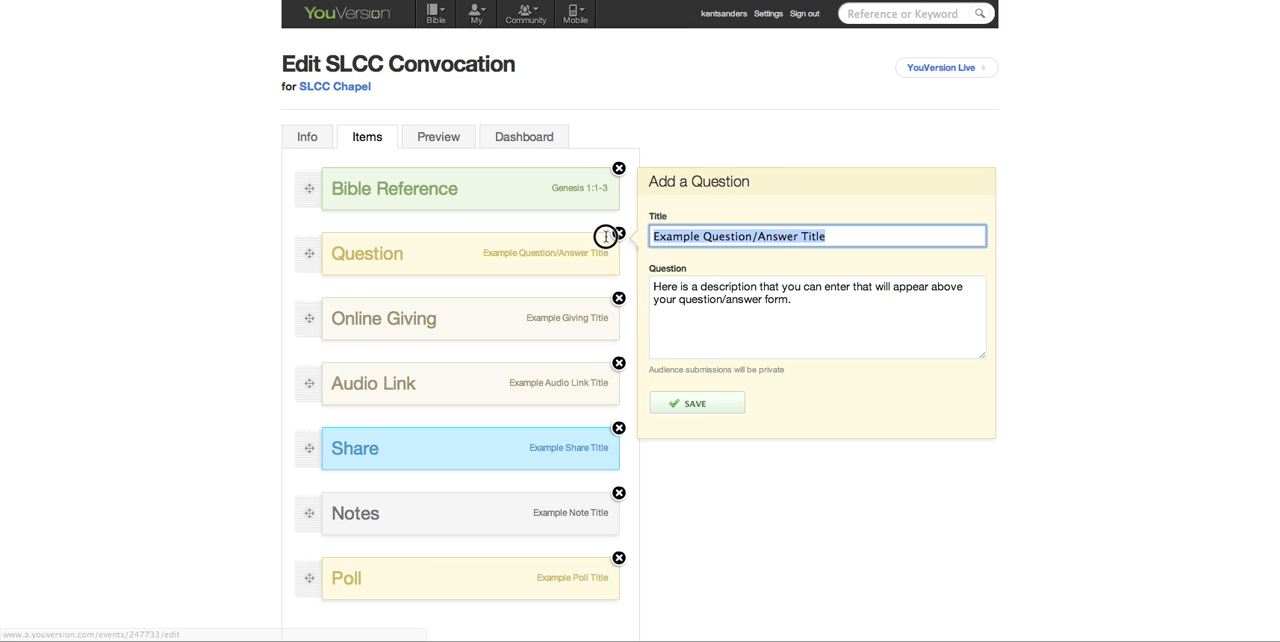 YouVersion
Bible
My
Community
Mobile
kentsanders Settings Sign out
Reference or Keyword
Edit SLCC Convocation
for SLCC Chapel
YouVersion Live
Info
Items
Preview
Dashboard
Bible Reference
Genesis 1:1-3
Question
Example Question/Answer Title
Online Giving
Example Giving Title
Audio Link
Example Audio Link Title
Share
Example Share Title
Notes
Example Note Title
Poll
Example Poll Title
Add a Question
Title
Example Question/Answer Title
Question
Here is a description that you can enter that will appear above
your question/answer form.
Audience submissions will be private
SAVE
www.a.youversion.com/events/247733/edit